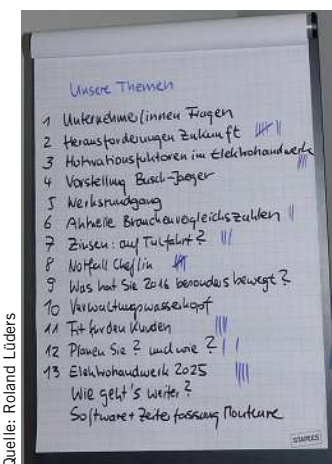 Unsere Themen
1 Unternehmer/innen Fragen
2 Herausforderungen Zukunft
3 Motivationsfaktoren im Elektrohandwerk
4 Vorstellung Busch-Jaeger
5 Werksrundgang
6 Aktuelle Branchenvergleichszahlen
7 Zinsen: auf Talfahrt?
8 Notfall Chef/in
9 Was hat Sie 2016 besonders bewegt?
10 Verwaltungswasserkopf
11 Fit für den Kunden
12 Planen Sie? und wie?
13 Elektrohandwerk 2025
Wie geht's weiter?
Software + Zeiterfassung Monteure
STAPLES
Quelle: Roland Lüders